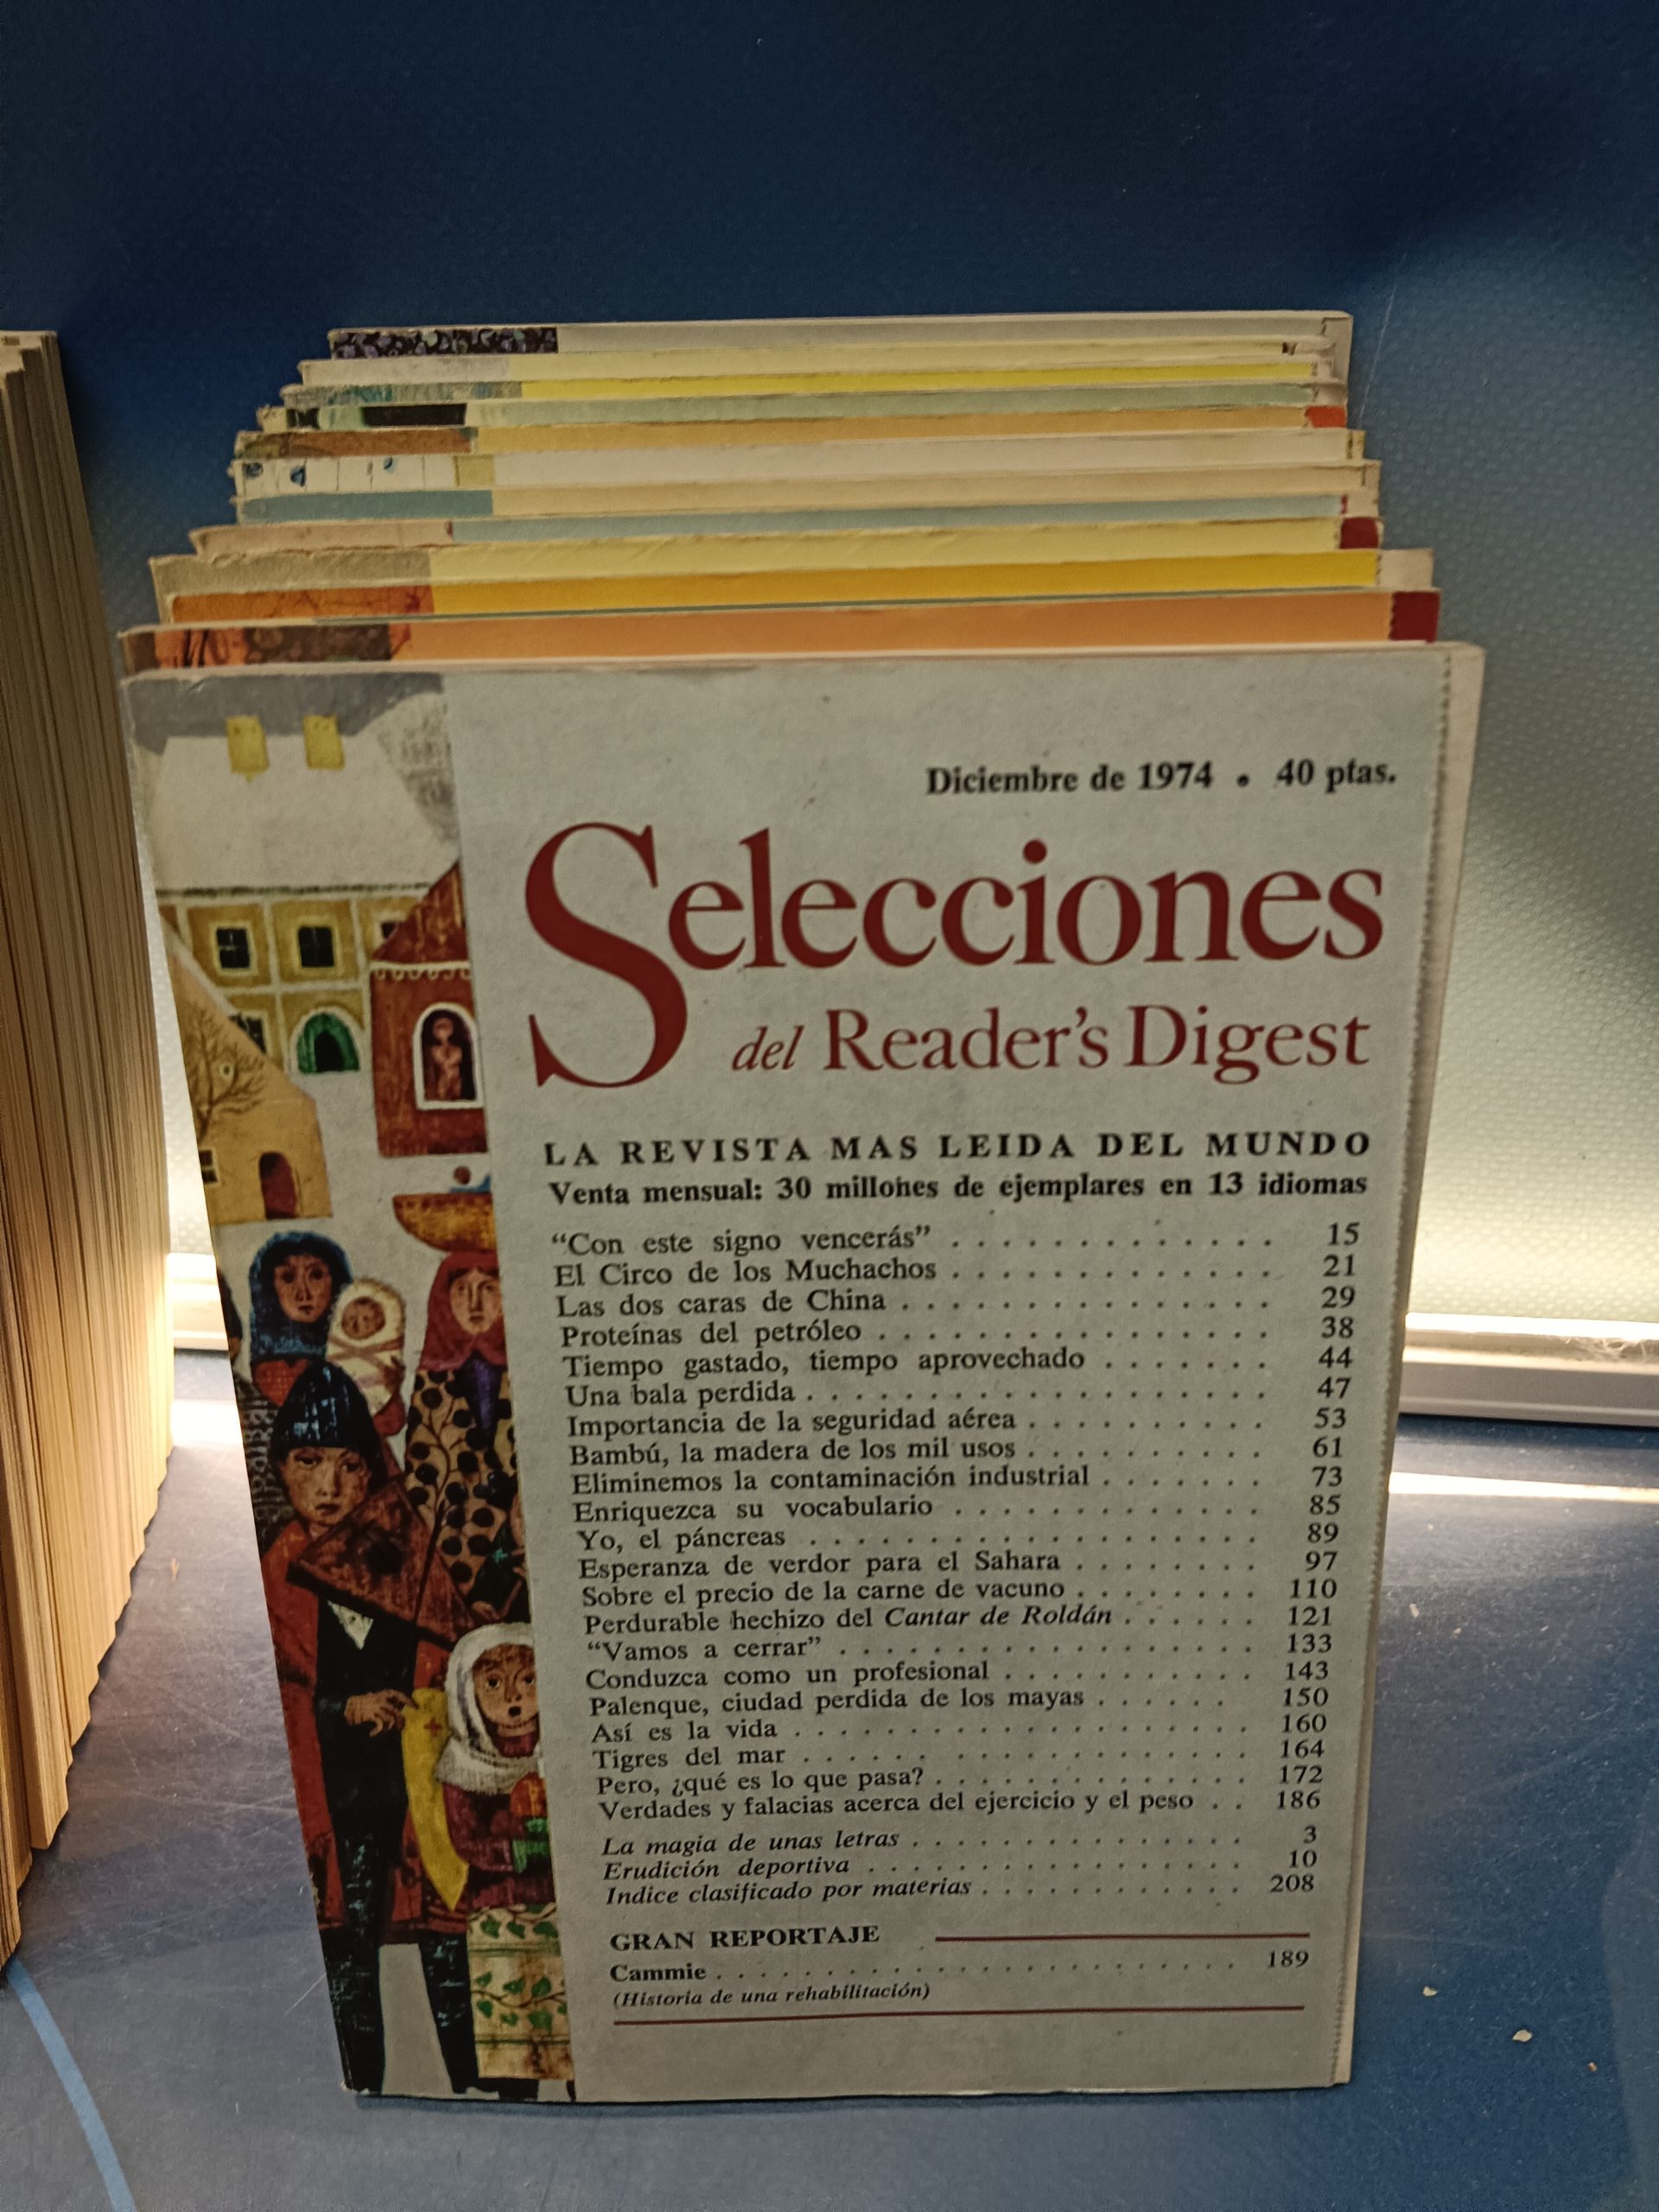 Diciembre de 1974 • 40 ptas.
Selecciones
del Reader's Digest
LA REVISTA MAS LEIDA DEL MUNDO
Venta mensual: 30 millones de ejemplares en 13 idiomas
“Con este signo vencerás” . . . . . . . . . . . . . 15
El Circo de los Muchachos . . . . . . . . . . . . . 21
Las dos caras de China . . . . . . . . . . . . . . . 29
Proteínas del petróleo . . . . . . . . . . . . . . . . 38
Tiempo gastado, tiempo aprovechado . . . . . . . 44
Una bala perdida . . . . . . . . . . . . . . . . . . 47
Importancia de la seguridad aérea . . . . . . . . . 53
Bambú, la madera de los mil usos . . . . . . . . . 61
Eliminemos la contaminación industrial . . . . . . . 73
Enriquezca su vocabulario . . . . . . . . . . . . . 85
Yo, el páncreas . . . . . . . . . . . . . . . . . . . 89
Esperanza de verdor para el Sahara . . . . . . . . 97
Sobre el precio de la carne de vacuno . . . . . . . 110
Perdurable hechizo del Cantar de Roldán . . . . . . 121
“Vamos a cerrar” . . . . . . . . . . . . . . . . . . 133
Conduzca como un profesional . . . . . . . . . . . 143
Palenque, ciudad perdida de los mayas . . . . . . 150
Así es la vida . . . . . . . . . . . . . . . . . . . . 160
Tigres del mar . . . . . . . . . . . . . . . . . . . 164
Pero, ¿qué es lo que pasa? . . . . . . . . . . . . . . 172
Verdades y falacias acerca del ejercicio y el peso . . 186
La magia de unas letras . . . . . . . . . . . . . . . 3
Erudición deportiva . . . . . . . . . . . . . . . . . 10
Indice clasificado por materias . . . . . . . . . . . . 208
GRAN REPORTAJE
Cammie . . . . . . . . . . . . . . . . . . . . . . . . 189
(Historia de una rehabilitación)